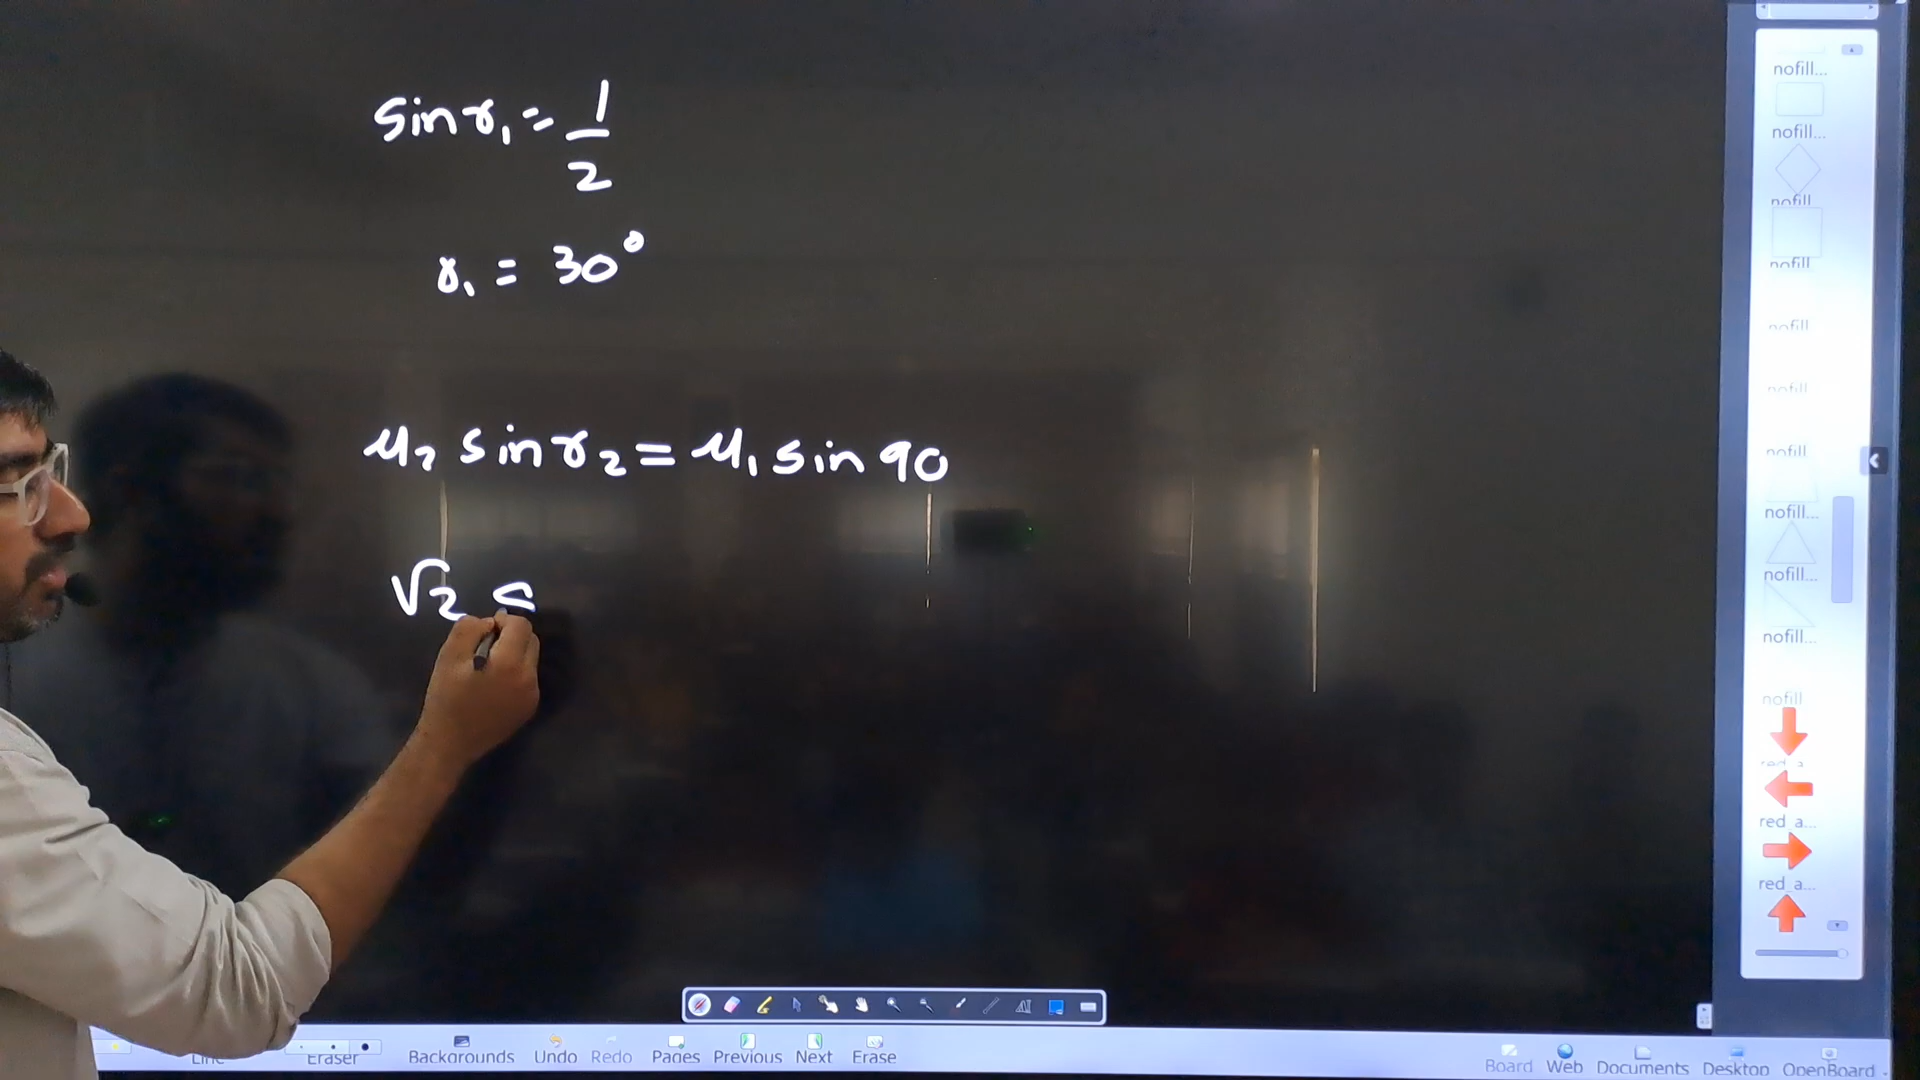 sin r₁ = 1/2
r₁ = 30°
μ₂ sin r₂ = μ₁ sin 90
√2 s
nofill...
nofill...
nofill
nofill
nofill
nofill
nofill
nofill...
nofill...
nofill...
nofill
red_a...
red_a...
Line Eraser Backgrounds Undo Redo Pages Previous Next Erase Board Web Documents Desktop OpenBoard